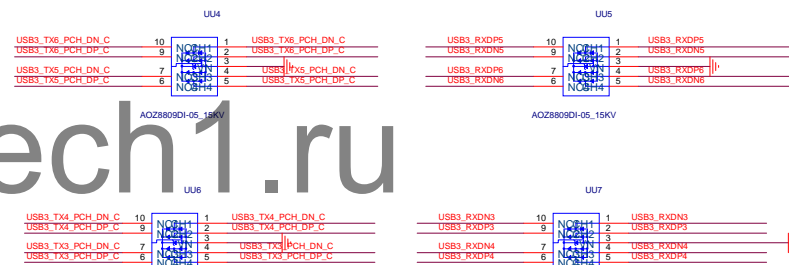 UU4
USB3_TX6_PCH_DN_C 10 1 USB3_TX6_PCH_DN_C
USB3_TX6_PCH_DP_C 9 2 USB3_TX6_PCH_DP_C
3
USB3_TX5_PCH_DN_C 7 4 USB3_TX5_PCH_DN_C
USB3_TX5_PCH_DP_C 6 5 USB3_TX5_PCH_DP_C
AOZ8809DI-05_15KV
UU5
USB3_RXDP5 10 1 USB3_RXDP5
USB3_RXDN5 9 2 USB3_RXDN5
3
USB3_RXDP6 7 4 USB3_RXDP6
USB3_RXDN6 6 5 USB3_RXDN6
AOZ8809DI-05_15KV
ech1.ru
UU6
USB3_TX4_PCH_DN_C 10 1 USB3_TX4_PCH_DN_C
USB3_TX4_PCH_DP_C 9 2 USB3_TX4_PCH_DP_C
3
USB3_TX3_PCH_DN_C 7 4 USB3_TX3_PCH_DN_C
USB3_TX3_PCH_DP_C 6 5 USB3_TX3_PCH_DP_C
UU7
USB3_RXDN3 10 1 USB3_RXDN3
USB3_RXDP3 9 2 USB3_RXDP3
3
USB3_RXDN4 7 4 USB3_RXDN4
USB3_RXDP4 6 5 USB3_RXDP4